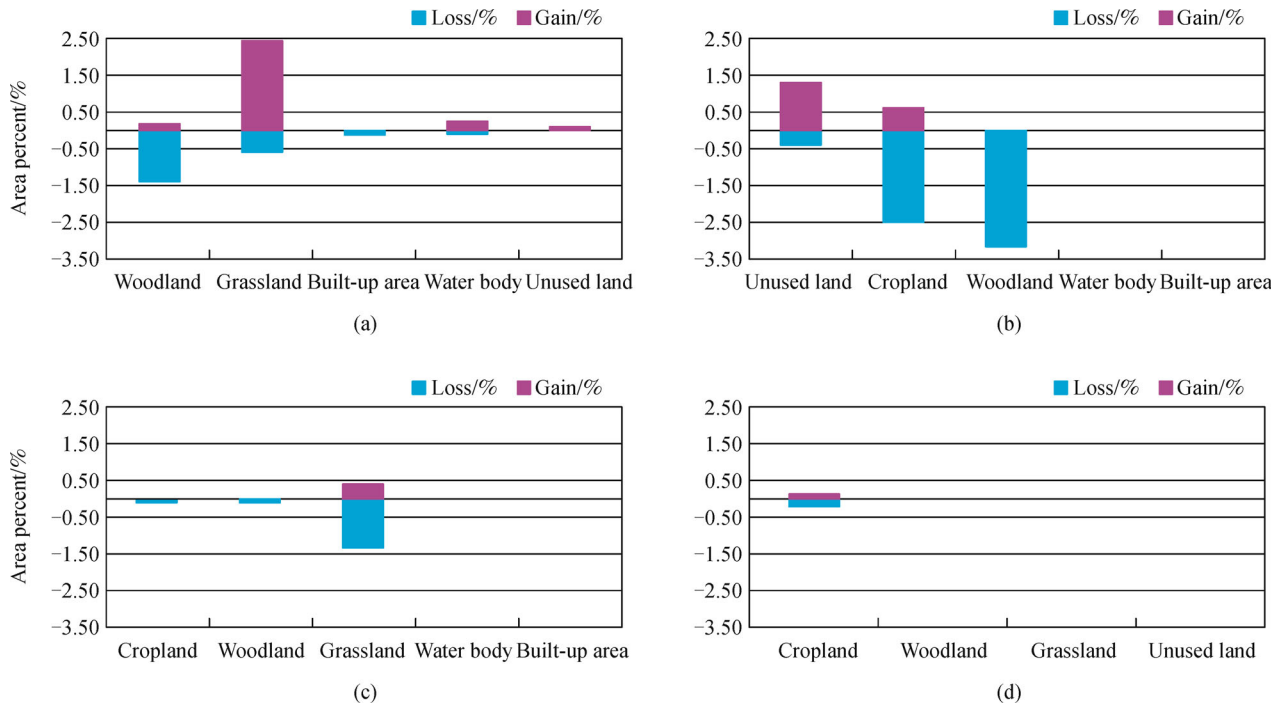 Loss/% Gain/%
2.50
1.50
0.50
−0.50
−1.50
−2.50
−3.50
Area percent/%
Woodland Grassland Built-up area Water body Unused land
(a)
Loss/% Gain/%
2.50
1.50
0.50
−0.50
−1.50
−2.50
−3.50
Unused land Cropland Woodland Water body Built-up area
(b)
Loss/% Gain/%
2.50
1.50
0.50
−0.50
−1.50
−2.50
−3.50
Area percent/%
Cropland Woodland Grassland Water body Built-up area
(c)
Loss/% Gain/%
2.50
1.50
0.50
−0.50
−1.50
−2.50
−3.50
Cropland Woodland Grassland Unused land
(d)